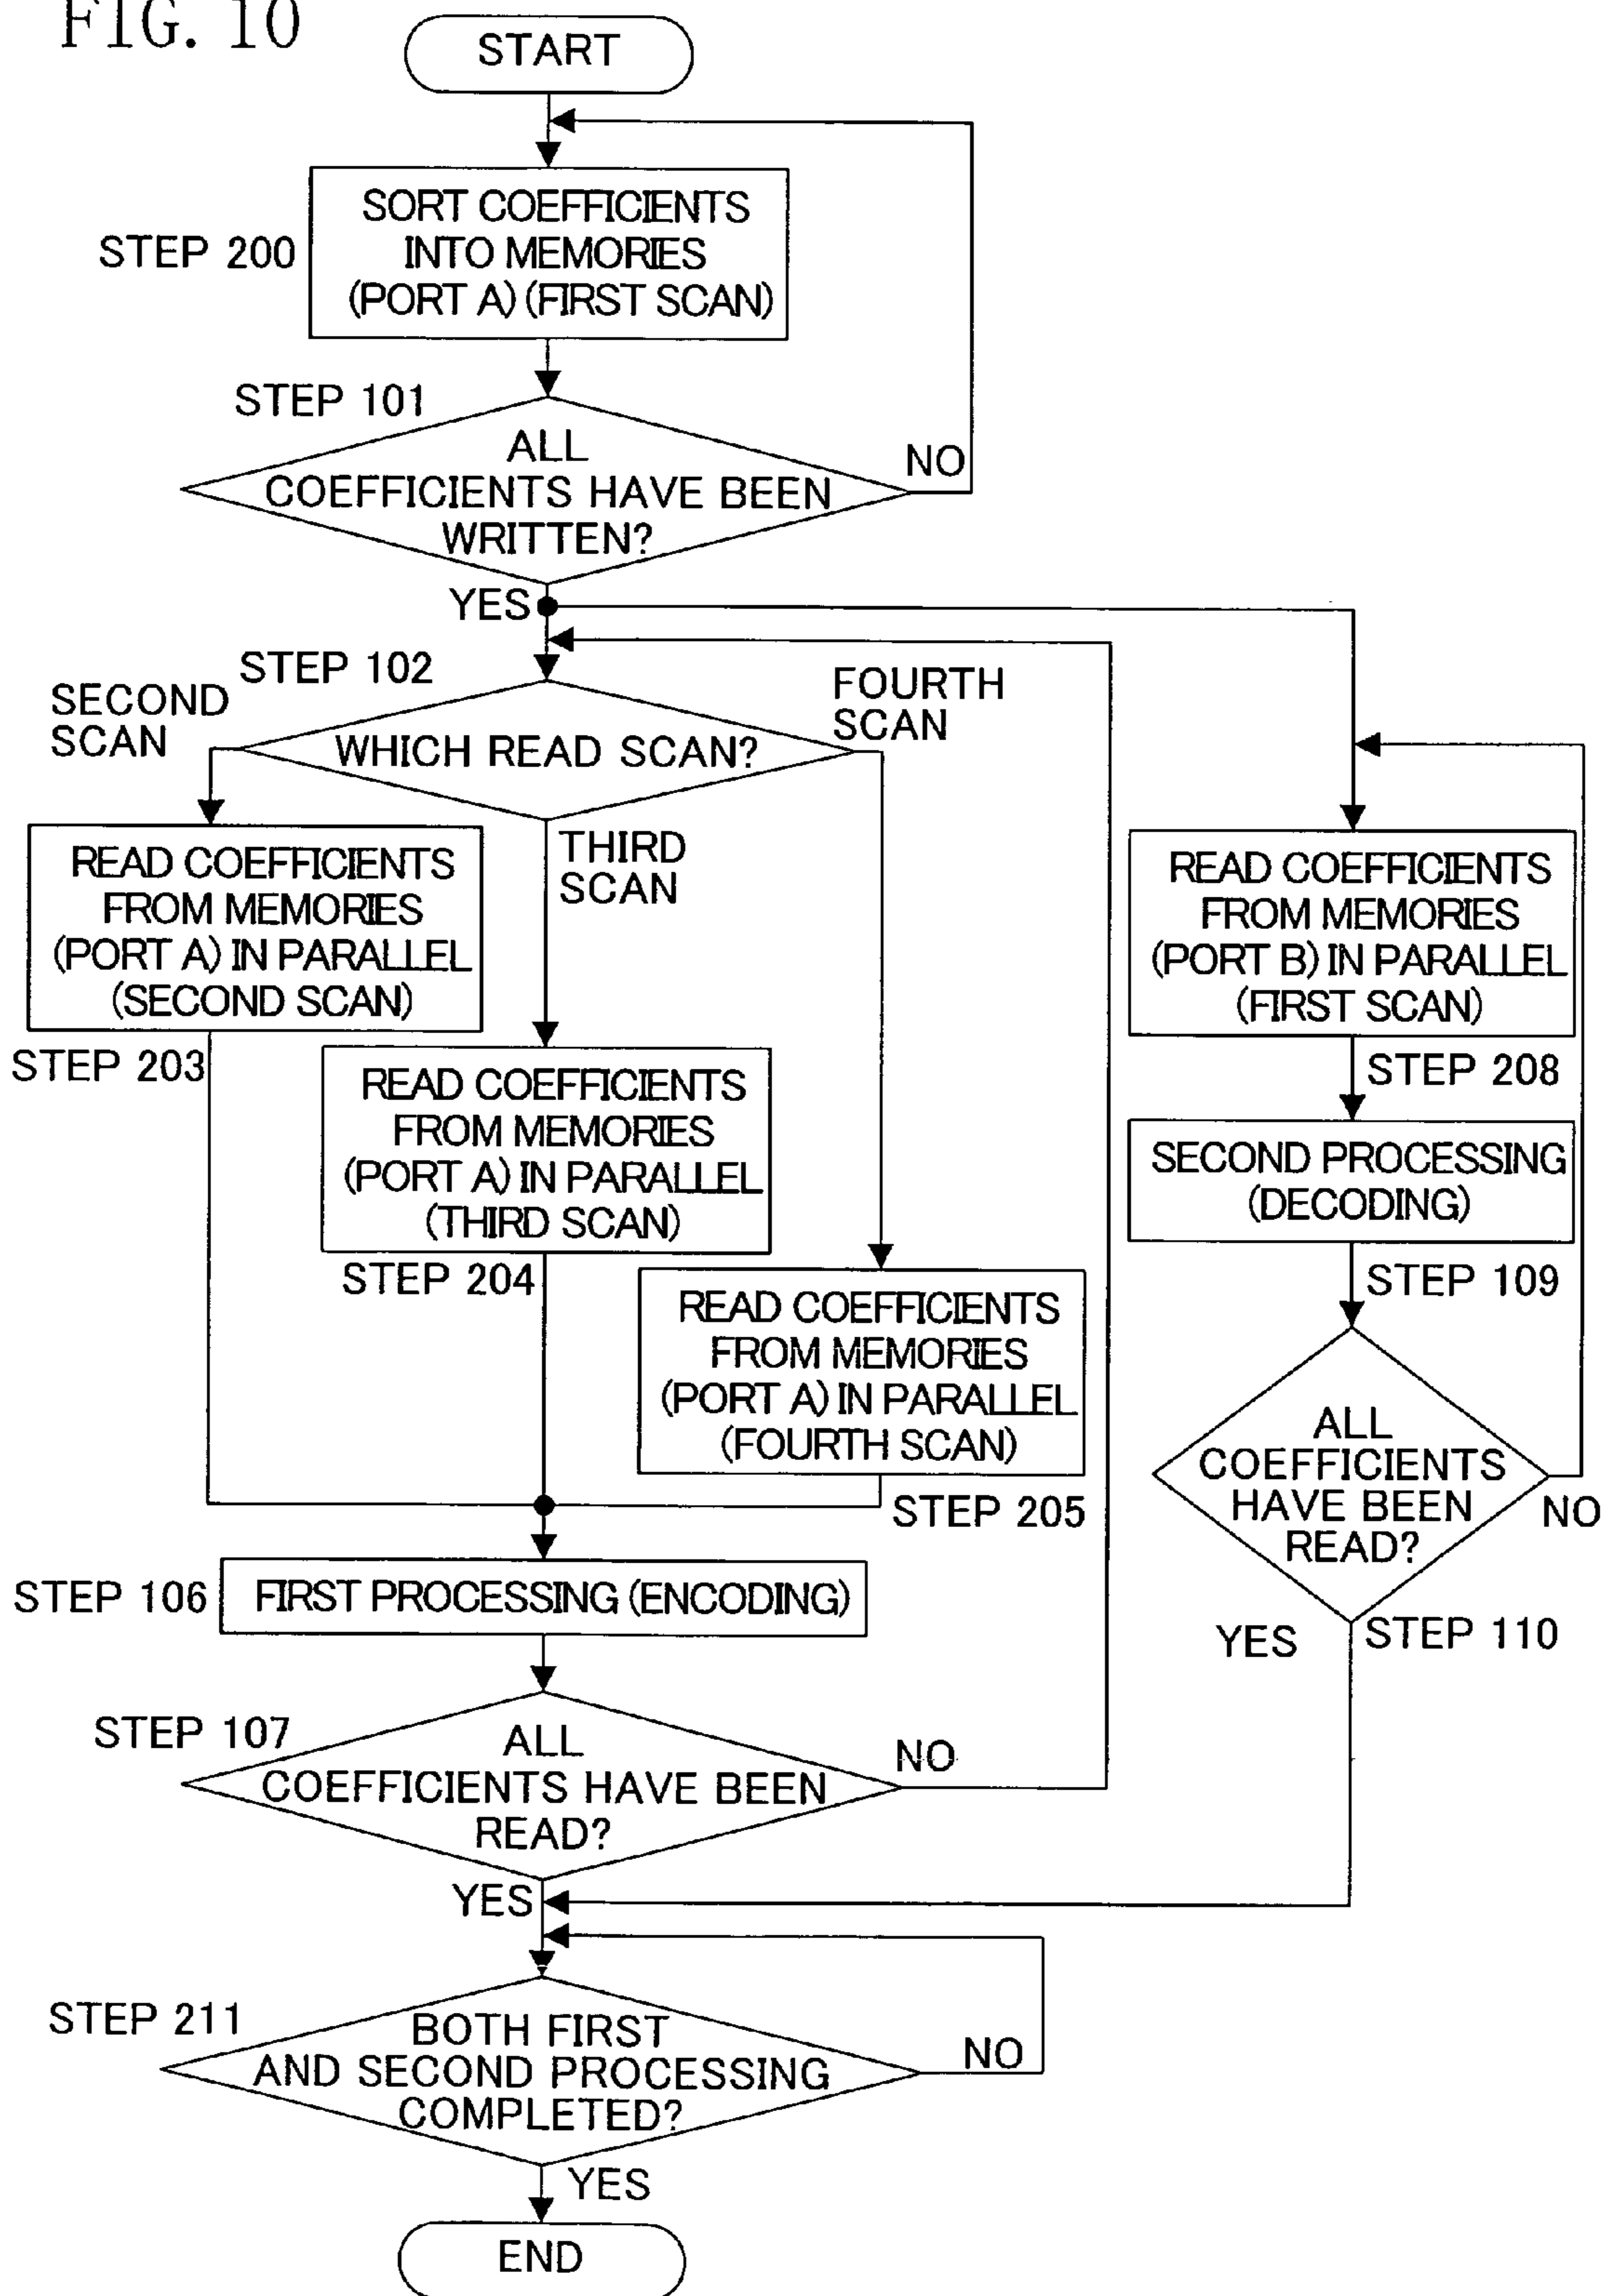 FIG. 10
START
STEP 200
SORT COEFFICIENTS
INTO MEMORIES
(PORT A) (FIRST SCAN)
STEP 101
ALL
COEFFICIENTS HAVE BEEN
WRITTEN?
NO
YES
STEP 102
WHICH READ SCAN?
SECOND
SCAN
FOURTH
SCAN
THIRD
SCAN
READ COEFFICIENTS
FROM MEMORIES
(PORT A) IN PARALLEL
(SECOND SCAN)
STEP 203
READ COEFFICIENTS
FROM MEMORIES
(PORT A) IN PARALLEL
(THIRD SCAN)
STEP 204
READ COEFFICIENTS
FROM MEMORIES
(PORT A) IN PARALLEL
(FOURTH SCAN)
STEP 205
READ COEFFICIENTS
FROM MEMORIES
(PORT B) IN PARALLEL
(FIRST SCAN)
STEP 208
SECOND PROCESSING
(DECODING)
STEP 109
ALL
COEFFICIENTS
HAVE BEEN
READ?
NO
YES
STEP 110
STEP 106
FIRST PROCESSING (ENCODING)
STEP 107
ALL
COEFFICIENTS HAVE BEEN
READ?
NO
YES
STEP 211
BOTH FIRST
AND SECOND PROCESSING
COMPLETED?
NO
YES
END